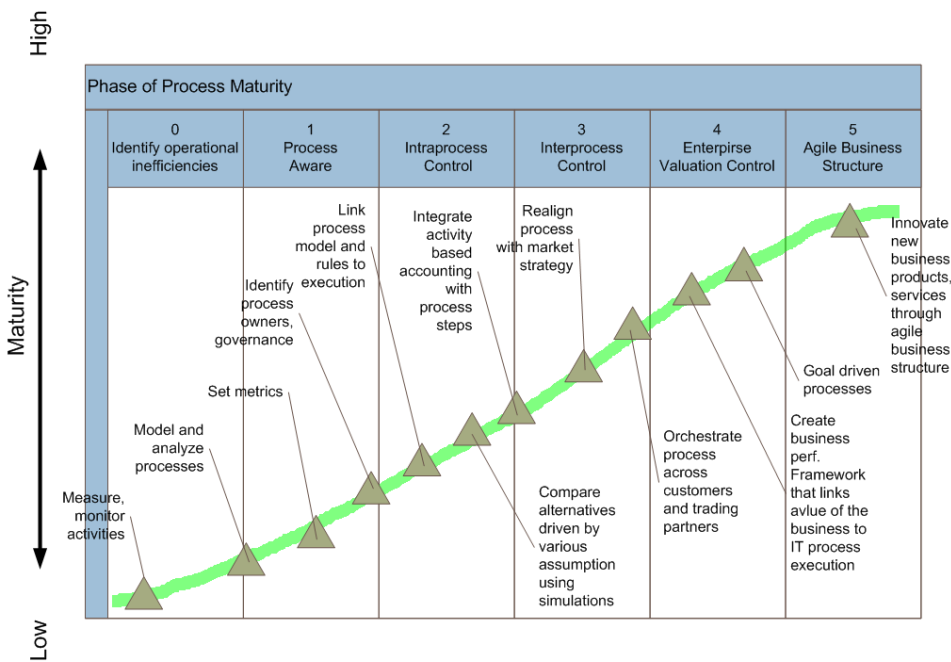 High
Phase of Process Maturity
0
Identify operational
inefficiencies
1
Process
Aware
2
Intraprocess
Control
3
Interprocess
Control
4
Enterpirse
Valuation Control
5
Agile Business
Structure
Maturity
Low
Measure,
monitor
activities
Model and
analyze
processes
Set metrics
Identify
process
owners,
governance
Link
process
model and
rules to
execution
Compare
alternatives
driven by
various
assumption
using
simulations
Integrate
activity
based
accounting
with
process
steps
Realign
process
with market
strategy
Orchestrate
process
across
customers
and trading
partners
Create
business
perf.
Framework
that links
avlue of the
business to
IT process
execution
Goal driven
processes
Innovate
new
business
products,
services
through
agile
business
structure